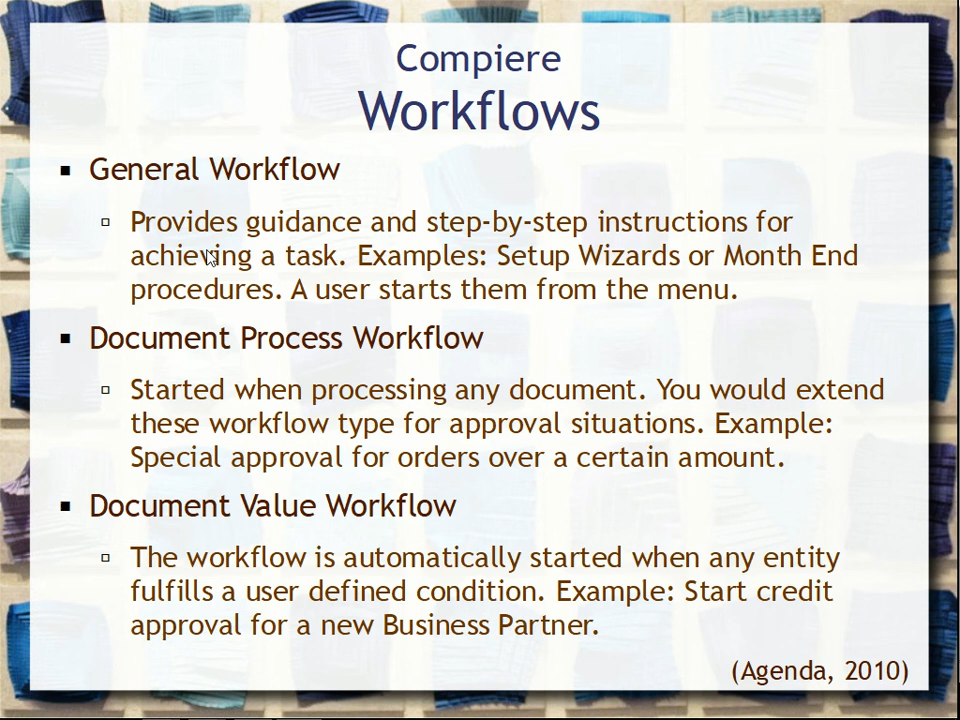 Compiere
Workflows
General Workflow
Provides guidance and step-by-step instructions for
achieving a task. Examples: Setup Wizards or Month End
procedures. A user starts them from the menu.
Document Process Workflow
Started when processing any document. You would extend
these workflow type for approval situations. Example:
Special approval for orders over a certain amount.
Document Value Workflow
The workflow is automatically started when any entity
fulfills a user defined condition. Example: Start credit
approval for a new Business Partner.
(Agenda, 2010)